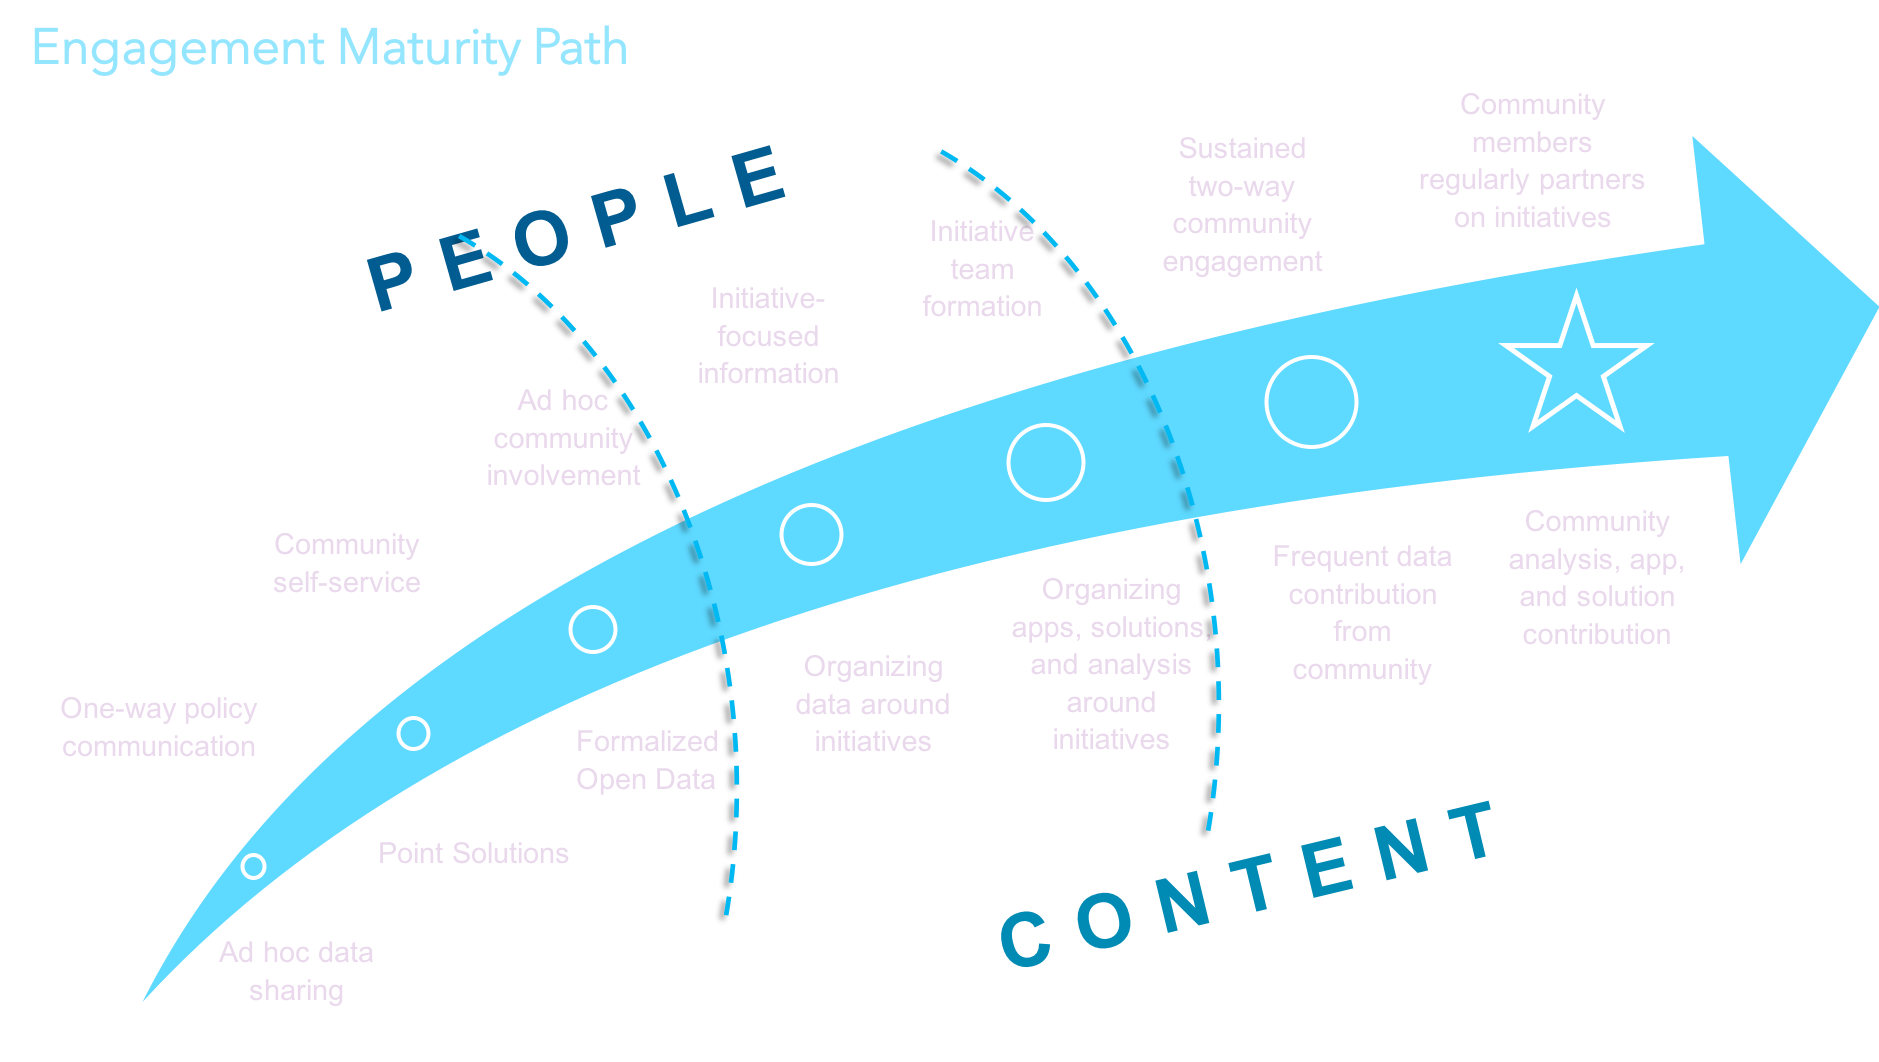 Engagement Maturity Path
PEOPLE
One-way policy
communication
Community
self-service
Ad hoc
community
involvement
Initiative-
focused
information
Initiative
team
formation
Sustained
two-way
community
engagement
Community
members
regularly partners
on initiatives
Ad hoc data
sharing
Point Solutions
Formalized
Open Data
Organizing
data around
initiatives
Organizing
apps, solutions,
and analysis
around
initiatives
Frequent data
contribution
from
community
Community
analysis, app,
and solution
contribution
CONTENT